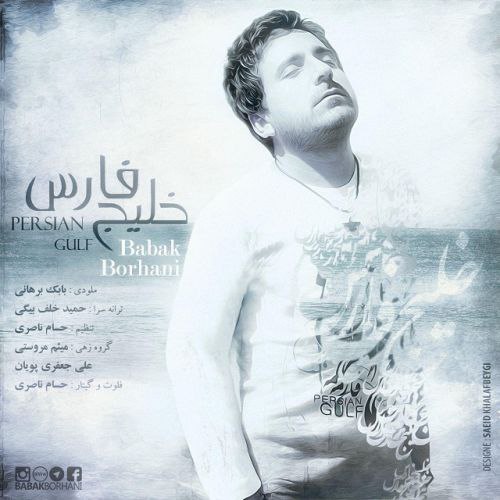 خلیج فارس
PERSIAN
GULF
Babak
Borhani
ملودی : بابک برهانی
ترانه سرا : حمید خلف بیگی
تنظیم : حسام ناصری
گروه زهی : میثم مروستی
علی جعفری پویان
فلوت و گیتار : حسام ناصری
PERSIAN
GULF
BABAKBORHANI
DESIGNE: SAEID KHALAFBEYGI